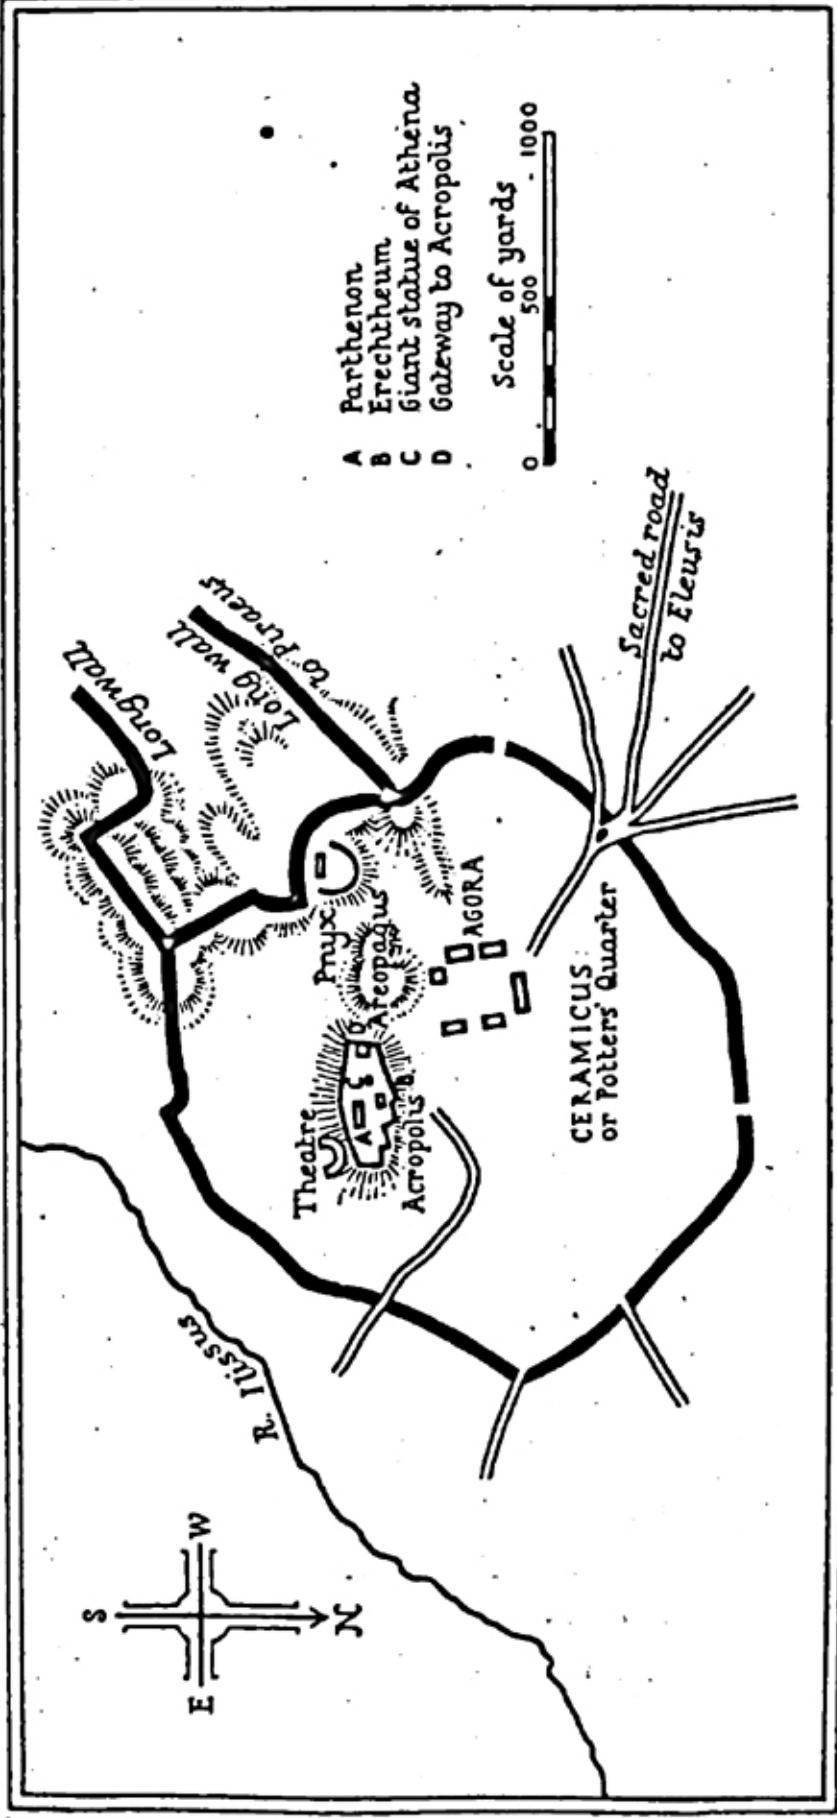 A Parthenon
B Erechtheum
C Giant statue of Athena
D Gateway to Acropolis
Scale of yards
0 500 1000
Long wall
Long wall
to Piraeus
Sacred road
to Eleusis
Pnyx
Areopagus
AGORA
Theatre
D
C
A
B
Acropolis
CERAMICUS
or Potters' Quarter
R. Ilissus
S
W
E
N